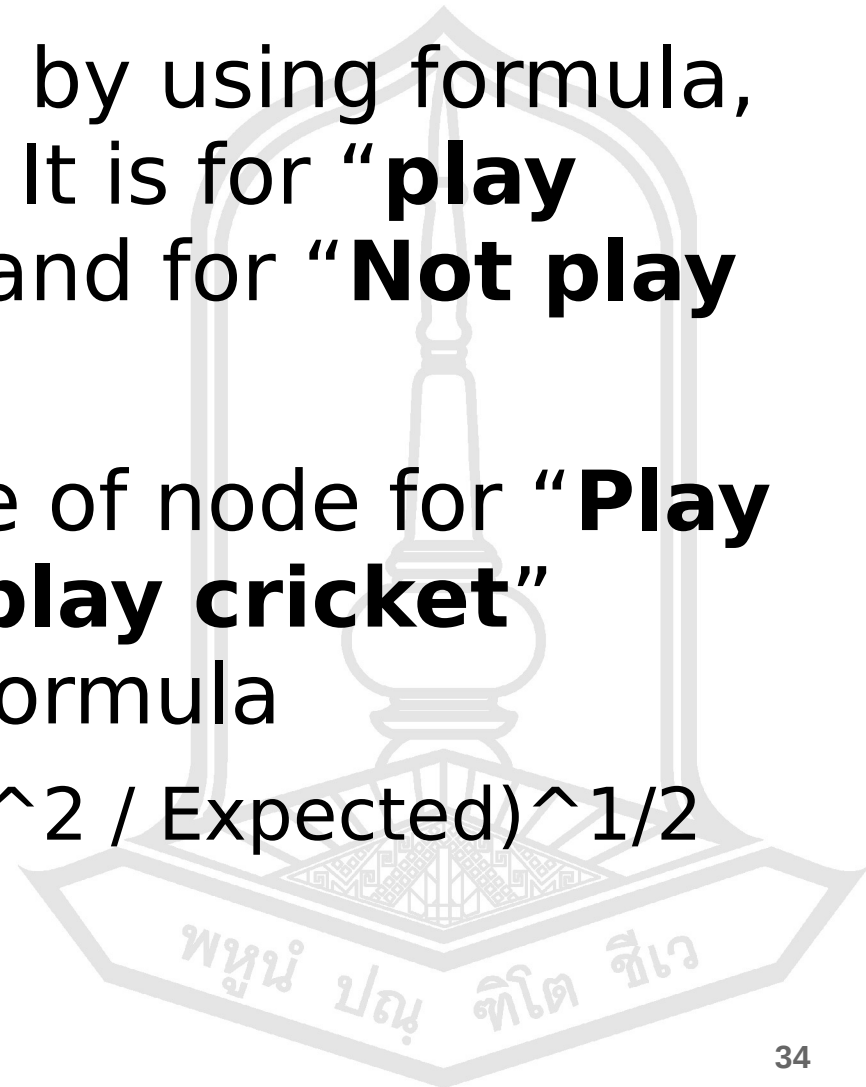 by using formula,
It is for “play
and for “Not play
of node for “Play
play cricket”
^2 / Expected)^1/2
พหูนํ ปณฺฑิโต ชีเว
34